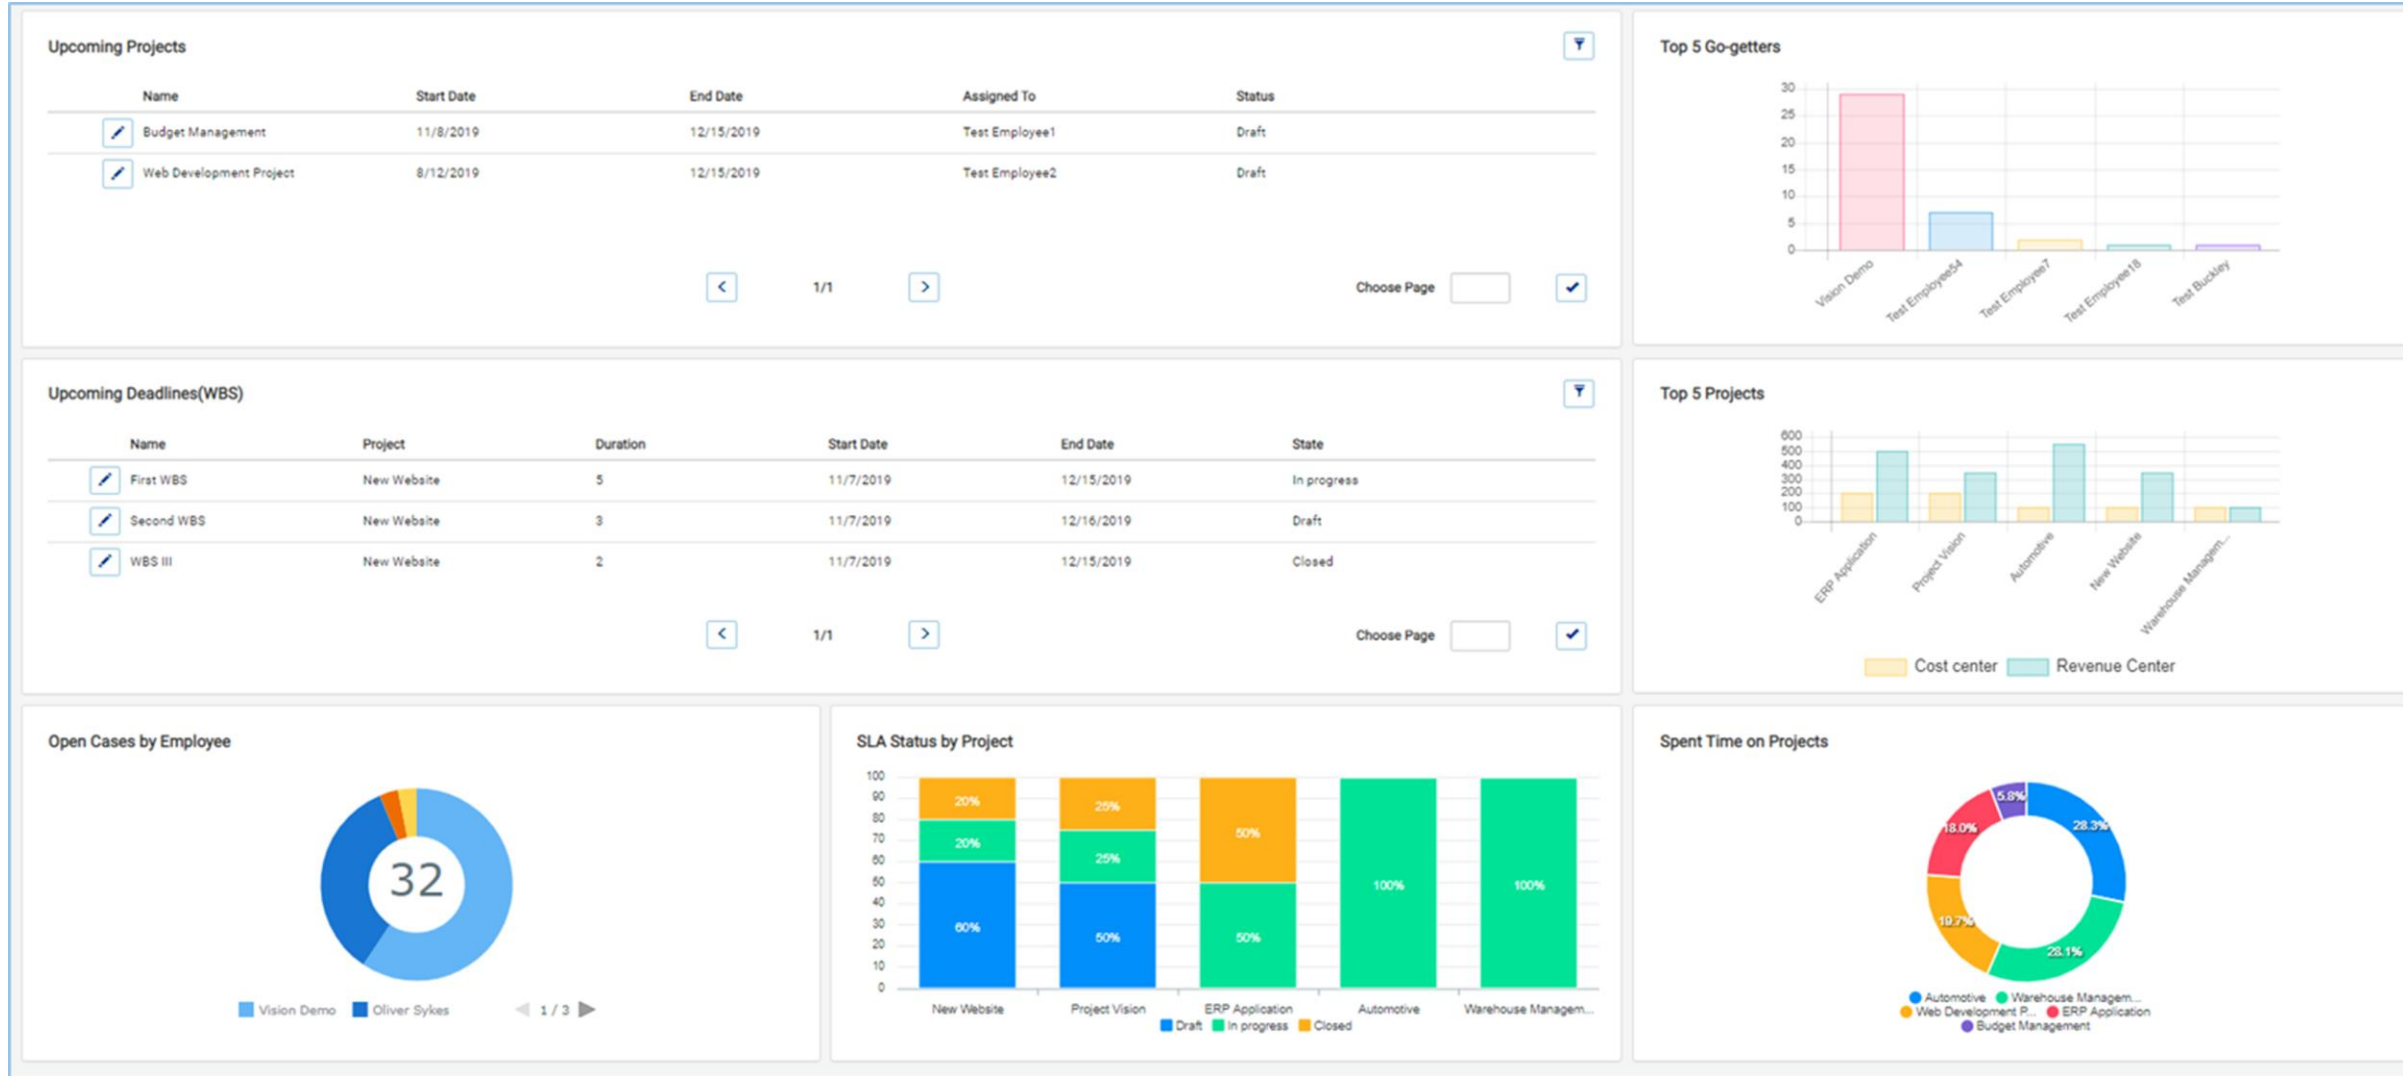 Upcoming Projects
Name Start Date End Date Assigned To Status
Budget Management 11/8/2019 12/15/2019 Test Employee1 Draft
Web Development Project 8/12/2019 12/15/2019 Test Employee2 Draft
1/1 Choose Page
Top 5 Go-getters
30
25
20
15
10
5
0
Vision Demo Test Employee54 Test Employee7 Test Employee18 Test Buckley
Upcoming Deadlines(WBS)
Name Project Duration Start Date End Date State
First WBS New Website 5 11/7/2019 12/15/2019 In progress
Second WBS New Website 3 11/7/2019 12/16/2019 Draft
WBS III New Website 2 11/7/2019 12/15/2019 Closed
1/1 Choose Page
Top 5 Projects
600
500
400
300
200
100
0
ERP Application Project Vision Automotive New Website Warehouse Managem...
Cost center Revenue Center
Open Cases by Employee
32
Vision Demo Oliver Sykes 1 / 3
SLA Status by Project
100
90
80
70
60
50
40
30
20
10
0
20% 25%
20% 25% 50%
60% 50% 50% 100% 100%
New Website Project Vision ERP Application Automotive Warehouse Managem...
Draft In progress Closed
Spent Time on Projects
5.8%
18.0% 28.3%
19.7%
28.1%
Automotive Warehouse Managem...
Web Development P... ERP Application
Budget Management